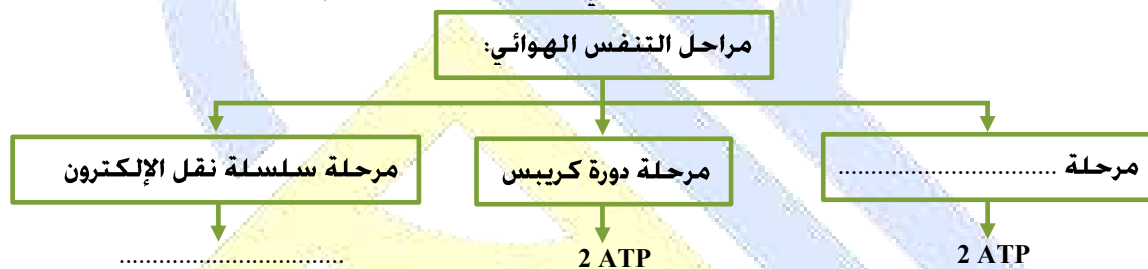 مراحل التنفس الهوائي:
مرحلة .................................
مرحلة دورة كريبس
مرحلة سلسلة نقل الإلكترون
2 ATP
2 ATP
..................................